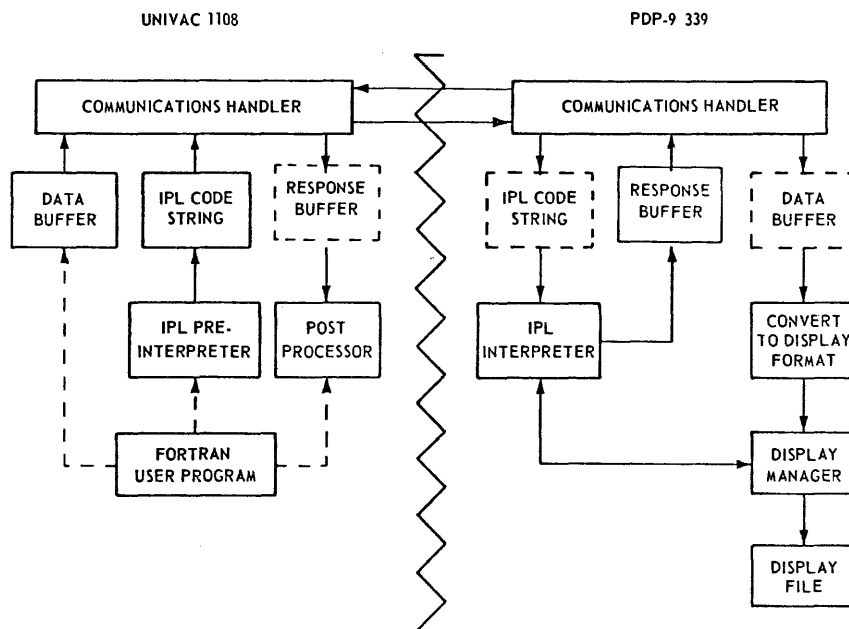 UNIVAC 1108
PDP-9 339
COMMUNICATIONS HANDLER
COMMUNICATIONS HANDLER
DATA
BUFFER
IPL CODE
STRING
RESPONSE
BUFFER
IPL CODE
STRING
RESPONSE
BUFFER
DATA
BUFFER
IPL PRE-
INTERPRETER
POST
PROCESSOR
IPL
INTERPRETER
CONVERT
TO DISPLAY
FORMAT
FORTRAN
USER PROGRAM
DISPLAY
MANAGER
DISPLAY
FILE